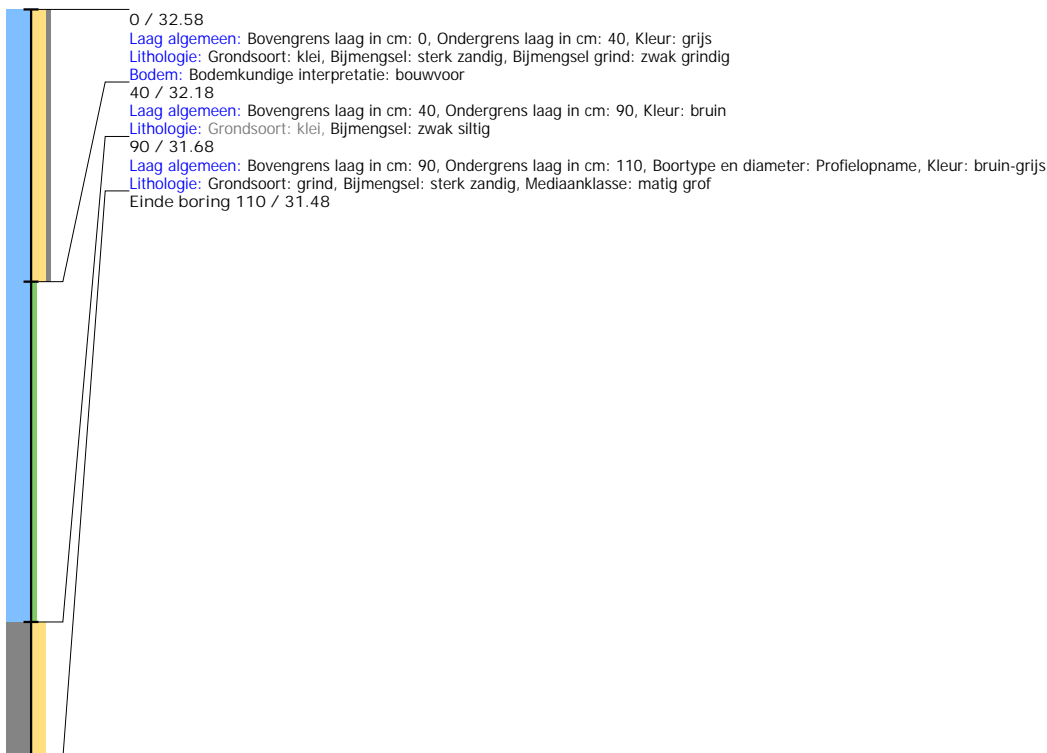 0 / 32.58
Laag algemeen: Bovengrens laag in cm: 0, Ondergrens laag in cm: 40, Kleur: grijs
Lithologie: Grondsoort: klei, Bijmengsel: sterk zandig, Bijmengsel grind: zwak grindig
Bodem: Bodemkundige interpretatie: bouwvoor
40 / 32.18
Laag algemeen: Bovengrens laag in cm: 40, Ondergrens laag in cm: 90, Kleur: bruin
Lithologie: Grondsoort: klei, Bijmengsel: zwak siltig
90 / 31.68
Laag algemeen: Bovengrens laag in cm: 90, Ondergrens laag in cm: 110, Boortype en diameter: Profielopname, Kleur: bruin-grijs
Lithologie: Grondsoort: grind, Bijmengsel: sterk zandig, Mediaanklasse: matig grof
Einde boring 110 / 31.48